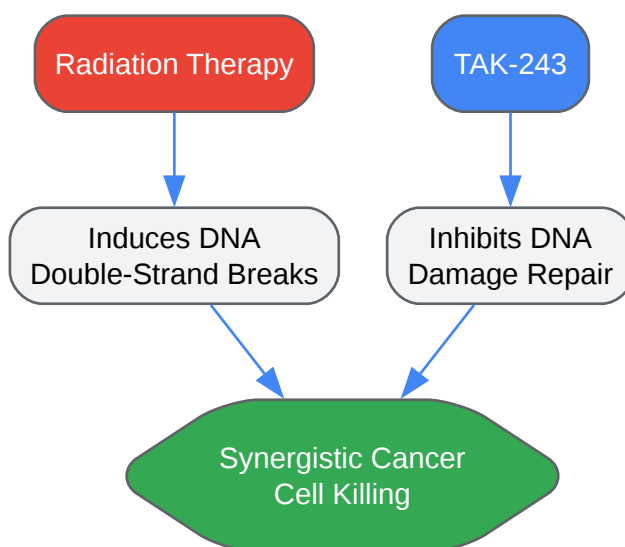 Radiation Therapy
TAK-243
Induces DNA
Double-Strand Breaks
Inhibits DNA
Damage Repair
Synergistic Cancer
Cell Killing